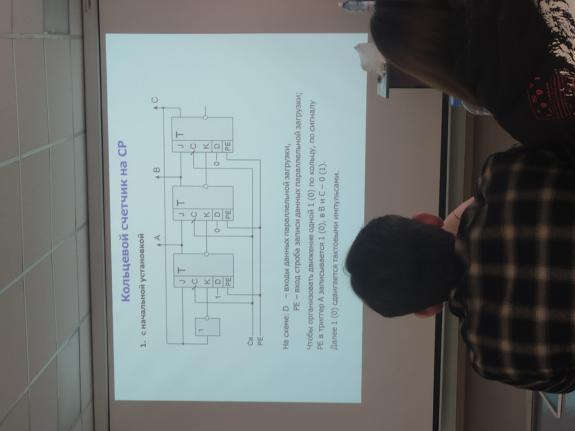 Кольцевой счетчик на СР
1. с начальной установкой
A B C
J T J T J T
C C C
K K K
1 D D D
1 PE 0 PE 0 PE
Си
PE
На схеме: D – входы данных параллельной загрузки,
PE – вход строба записи данных параллельной загрузки;
Чтобы организовать движение одной 1 (0) по кольцу, по сигналу
PE в триггер A записывается 1 (0), в B и C – 0 (1).
Далее 1 (0) сдвигается тактовыми импульсами.